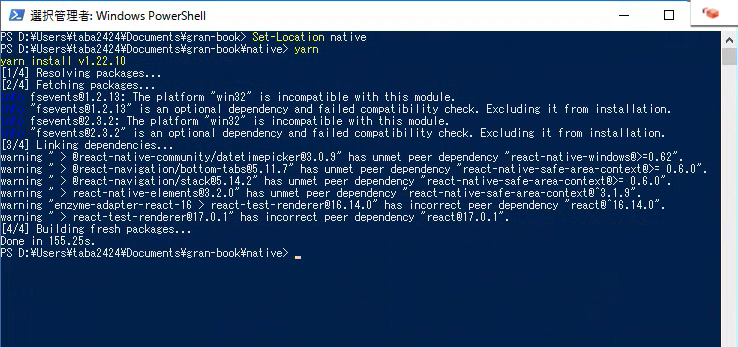 選択管理者: Windows PowerShell
PS D:¥Users¥taba2424¥Documents¥gran-book> Set-Location native
PS D:¥Users¥taba2424¥Documents¥gran-book¥native> yarn
yarn install v1.22.10
[1/4] Resolving packages...
[2/4] Fetching packages...
info fsevents@1.2.13: The platform "win32" is incompatible with this module.
info "fsevents@1.2.13" is an optional dependency and failed compatibility check. Excluding it from installation.
info fsevents@2.3.2: The platform "win32" is incompatible with this module.
info "fsevents@2.3.2" is an optional dependency and failed compatibility check. Excluding it from installation.
[3/4] Linking dependencies...
warning " > @react-native-community/datetimepicker@3.0.9" has unmet peer dependency "react-native-windows@>=0.62".
warning " > @react-navigation/bottom-tabs@5.11.7" has unmet peer dependency "react-native-safe-area-context@>= 0.6.0".
warning " > @react-navigation/stack@5.14.2" has unmet peer dependency "react-native-safe-area-context@>= 0.6.0".
warning " > react-native-elements@3.2.0" has unmet peer dependency "react-native-safe-area-context@^3.1.9".
warning "enzyme-adapter-react-16 > react-test-renderer@16.14.0" has incorrect peer dependency "react@^16.14.0".
warning " > react-test-renderer@17.0.1" has incorrect peer dependency "react@17.0.1".
[4/4] Building fresh packages...
Done in 155.25s.
PS D:¥Users¥taba2424¥Documents¥gran-book¥native>